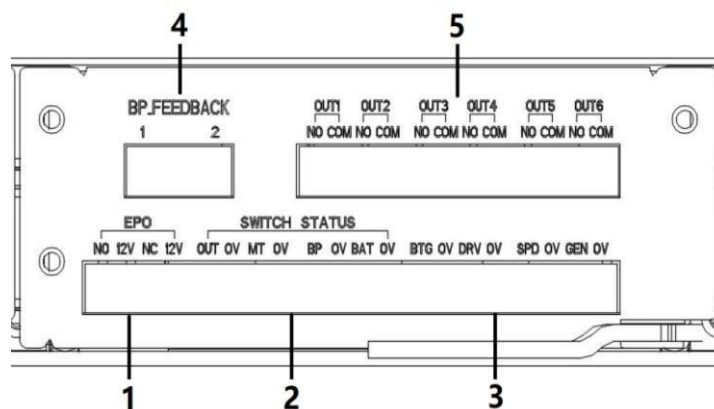 4 5
BP_FEEDBACK
1 2
OUT1 OUT2 OUT3 OUT4 OUT5 OUT6
NO COM NO COM NO COM NO COM NO COM NO COM
EPO SWITCH STATUS
NO 12V NC 12V OUT 0V MT 0V BP 0V BAT 0V BTG 0V DRV 0V SPD 0V GEN 0V
1 2 3